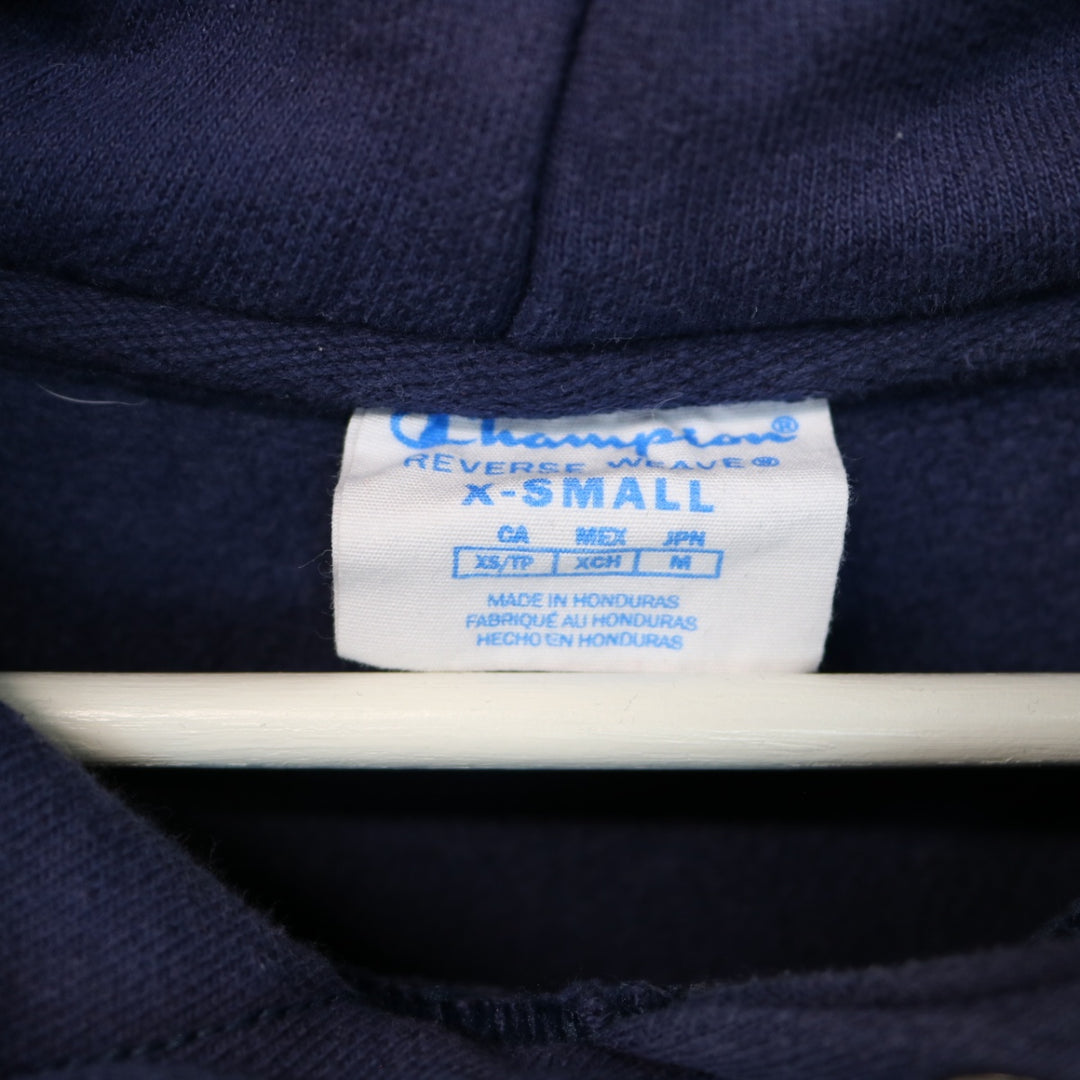 Champion®
REVERSE WEAVE®
X-SMALL
CA MEX JPN
XS/TP XCH M
MADE IN HONDURAS
FABRIQUÉ AU HONDURAS
HECHO EN HONDURAS